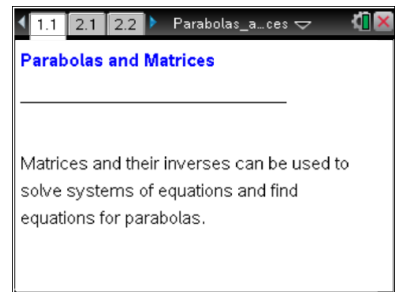 1.1 2.1 2.2 Parabolas_a...ces
Parabolas and Matrices
Matrices and their inverses can be used to
solve systems of equations and find
equations for parabolas.